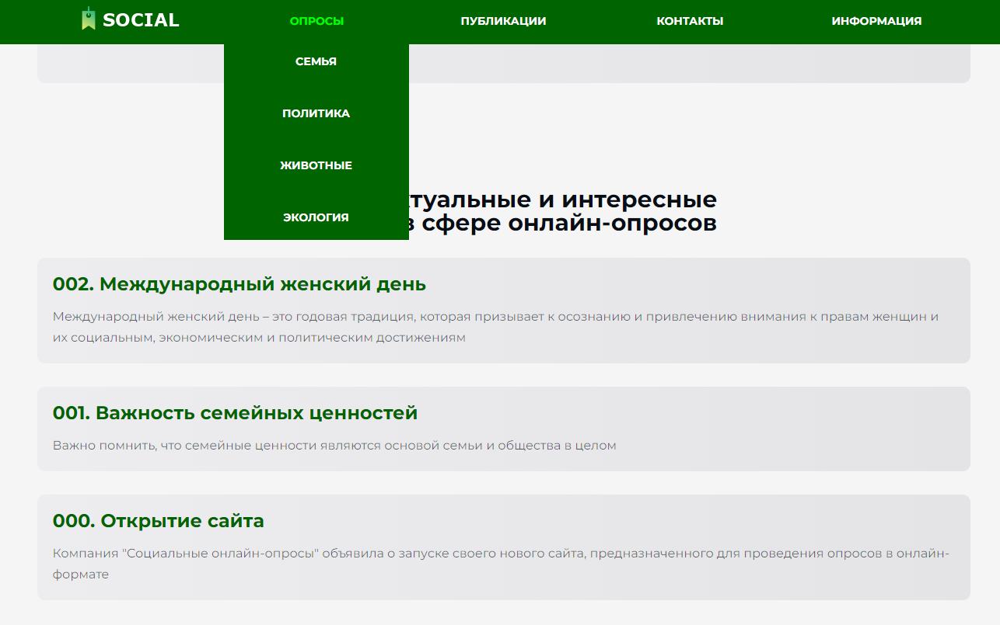 SOCIAL
ОПРОСЫ
ПУБЛИКАЦИИ
КОНТАКТЫ
ИНФОРМАЦИЯ
СЕМЬЯ
ПОЛИТИКА
ЖИВОТНЫЕ
ЭКОЛОГИЯ
и интересные
сфере онлайн-опросов
002. Международный женский день
Международный женский день – это годовая традиция, которая призывает к осознанию и привлечению внимания к правам женщин и
их социальным, экономическим и политическим достижениям
001. Важность семейных ценностей
Важно помнить, что семейные ценности являются основой семьи и общества в целом
000. Открытие сайта
Компания "Социальные онлайн-опросы" объявила о запуске своего нового сайта, предназначенного для проведения опросов в онлайн-
формате